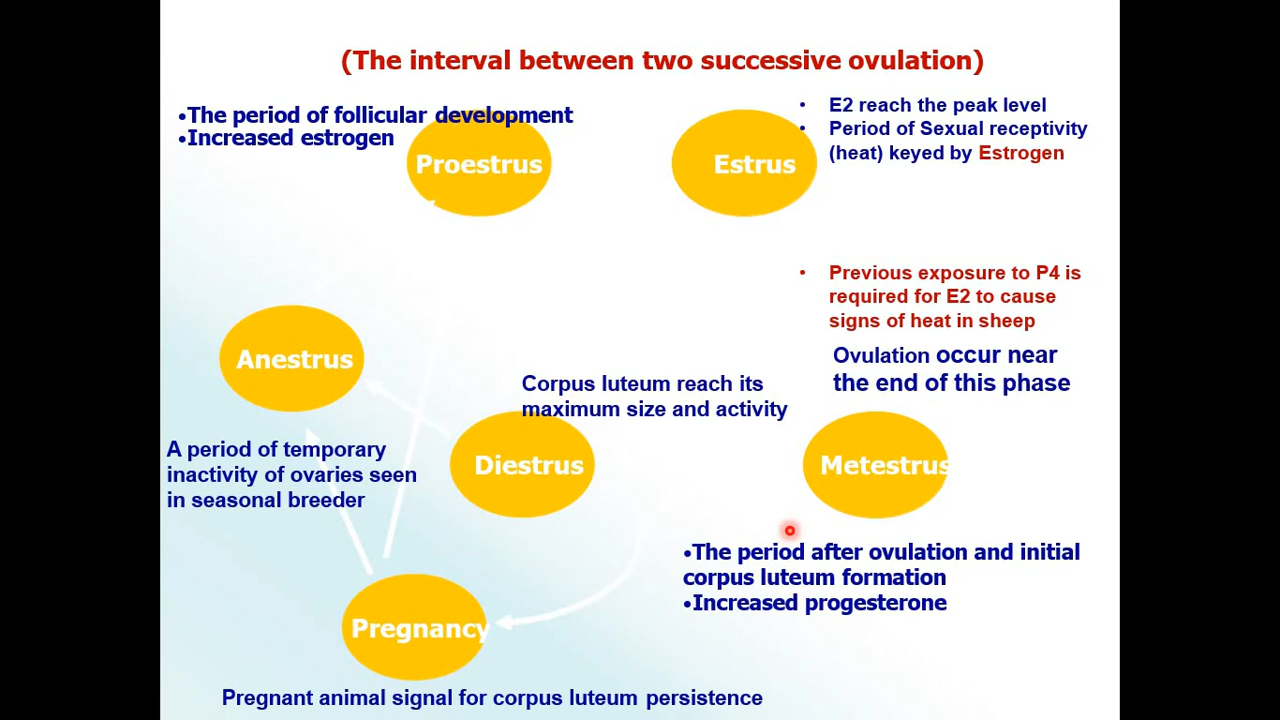 (The interval between two successive ovulation)
•The period of follicular development
•Increased estrogen
Proestrus
Estrus
• E2 reach the peak level
• Period of Sexual receptivity
(heat) keyed by Estrogen
• Previous exposure to P4 is
required for E2 to cause
signs of heat in sheep
Ovulation occur near
the end of this phase
Anestrus
A period of temporary
inactivity of ovaries seen
in seasonal breeder
Corpus luteum reach its
maximum size and activity
Diestrus
Metestrus
•The period after ovulation and initial
corpus luteum formation
•Increased progesterone
Pregnancy
Pregnant animal signal for corpus luteum persistence